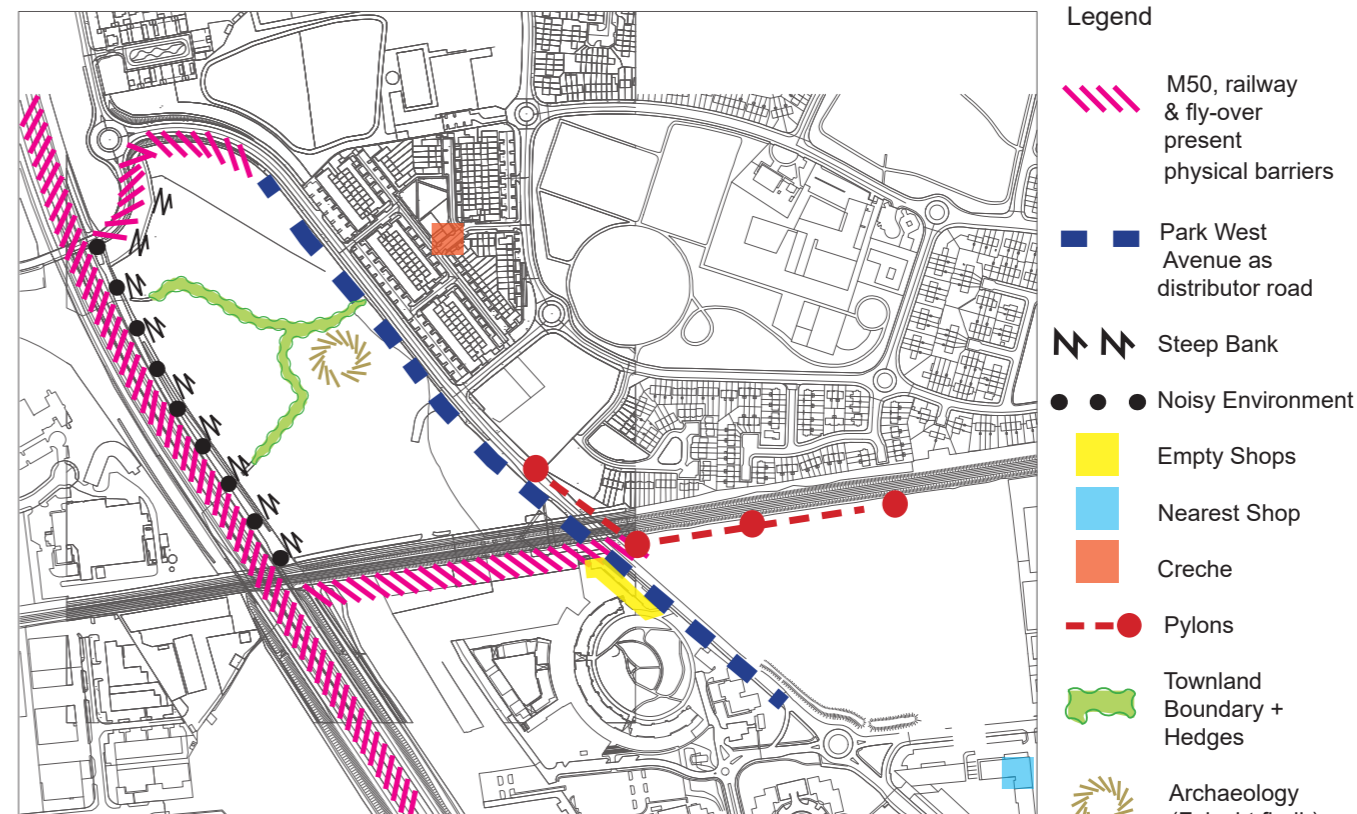 Legend
M50, railway
& fly-over
present
physical barriers
Park West
Avenue as
distributor road
Steep Bank
Noisy Environment
Empty Shops
Nearest Shop
Creche
Pylons
Townland
Boundary +
Hedges
Archaeology